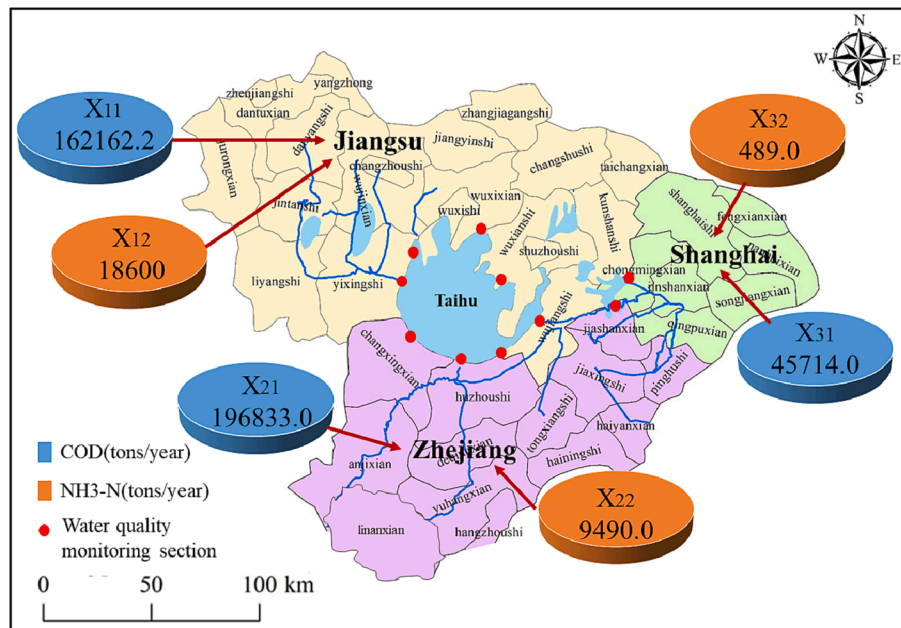 N
W E
S
X11
162162.2
X12
18600
X32
489.0
X31
45714.0
X21
196833.0
X22
9490.0
Jiangsu
Shanghai
Zhejiang
Taihu
zhenjiangshi
yangzhong
dantuxian
jurongxian
danyangshi
zhangjiagangshi
jiangyinshi
changzhoushi
changshushi
taichangxian
jintanshi
wujinxian
wuxishi
wuxixian
wuxianshi
kunshanshi
shuzhoushi
liyangshi
yixingshi
wujiangshi
shanghaishi
fengxianxian
chongmingxian
jinshanxian
songjiangxian
qingpuxian
jiashanxian
changxingxian
huzhoushi
jiaxingshi
pinghushi
tongxiangshi
haiyanxian
anjixian
hainingshi
yuhangxian
linanxian
hangzhoushi
COD(tons/year)
NH3-N(tons/year)
Water quality
monitoring section
0 50 100 km